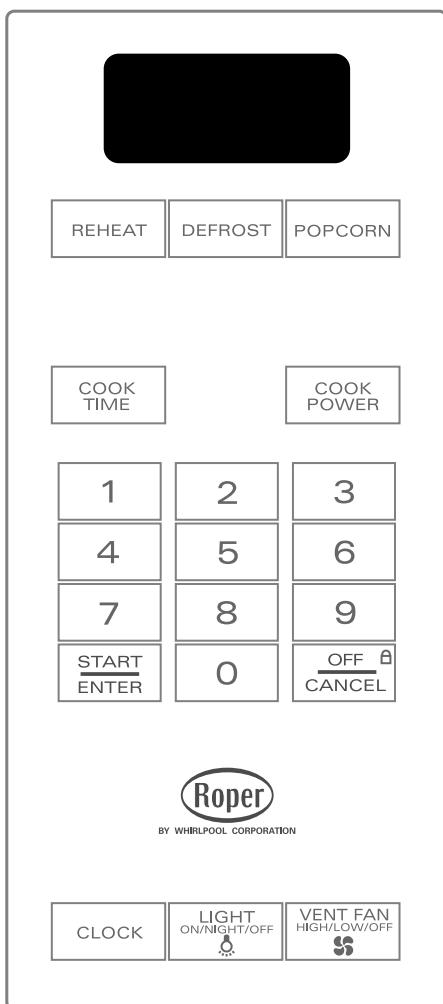 REHEAT DEFROST POPCORN
COOK TIME
COOK POWER
1 2 3
4 5 6
7 8 9
START
ENTER
0
OFF
CANCEL
Roper
BY WHIRLPOOL CORPORATION
CLOCK
LIGHT
ON/NIGHT/OFF
VENT FAN
HIGH/LOW/OFF